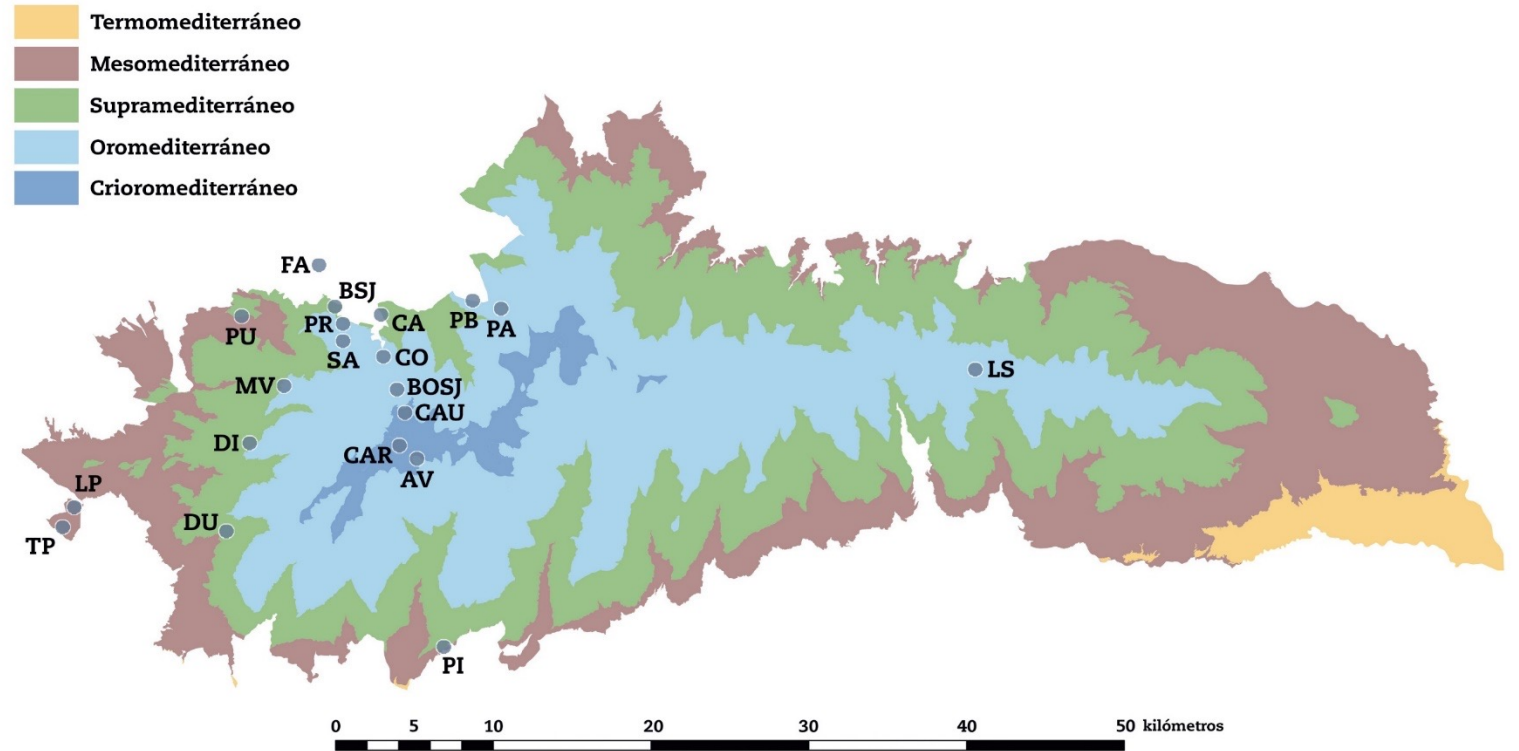 Termomediterráneo
Mesomediterráneo
Supramediterráneo
Oromediterráneo
Crioromediterráneo
FA
BSJ
PU
PR
CA
PB
PA
SA
CO
LS
MV
BOSJ
CAU
DI
CAR
AV
LP
DU
TP
PI
0 5 10 20 30 40 50 kilómetros